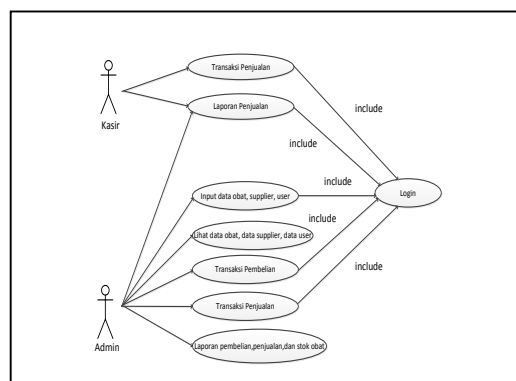 Transaksi Penjualan
include
Kasir
Laporan Penjualan
include
Input data obat, supplier, user
include
Login
include
Lihat data obat, data supplier, data user
Transaksi Pembelian
include
Transaksi Penjualan
Admin
Laporan pembelian,penjualan,dan stok obat